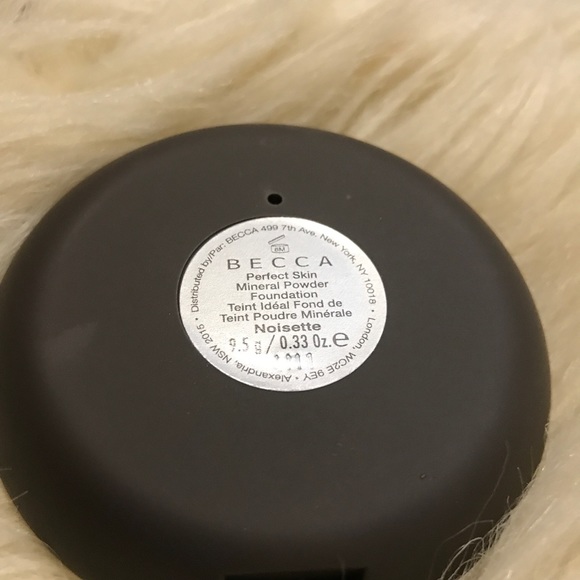 BECCA
Perfect Skin
Mineral Powder
Foundation
Teint Idéal Fond de
Teint Poudre Minérale
Noisette
9.5 g / 0.33 Oz. e
Distributed by/Par: BECCA 499 7th Ave, New York, NY 10018 • London, WC2E 9EY • Alexandria, NSW 2015 •